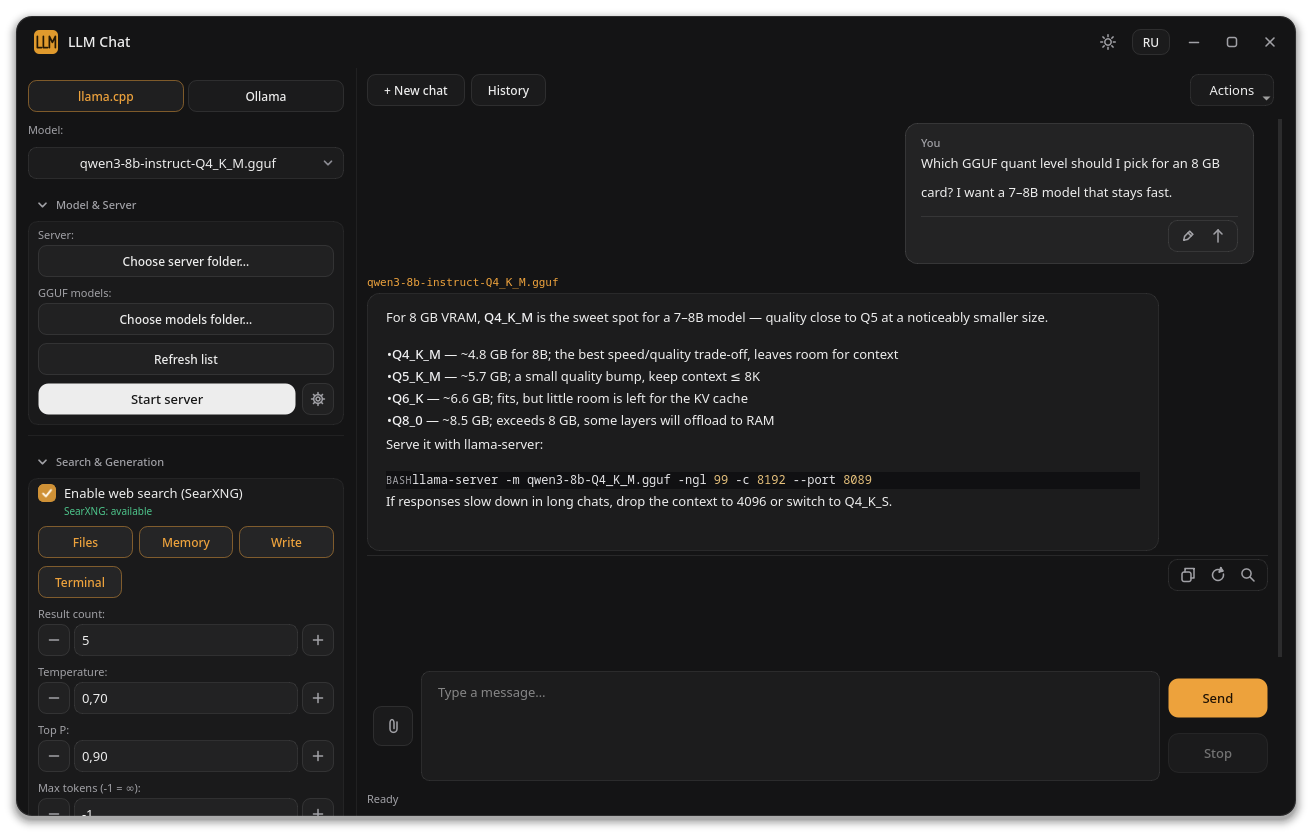 LLM
LLM Chat
RU
llama.cpp
Ollama
Model:
qwen3-8b-instruct-Q4_K_M.gguf
Model & Server
Server:
Choose server folder...
GGUF models:
Choose models folder...
Refresh list
Start server
Search & Generation
Enable web search (SearXNG)
SearXNG: available
Files
Memory
Write
Terminal
Result count:
5
Temperature:
0,70
Top P:
0,90
Max tokens (-1 = ∞):
-1
+ New chat
History
Actions
You
Which GGUF quant level should I pick for an 8 GB
card? I want a 7–8B model that stays fast.
qwen3-8b-instruct-Q4_K_M.gguf
For 8 GB VRAM, Q4_K_M is the sweet spot for a 7–8B model — quality close to Q5 at a noticeably smaller size.
•Q4_K_M — ~4.8 GB for 8B; the best speed/quality trade-off, leaves room for context
•Q5_K_M — ~5.7 GB; a small quality bump, keep context ≤ 8K
•Q6_K — ~6.6 GB; fits, but little room is left for the KV cache
•Q8_0 — ~8.5 GB; exceeds 8 GB, some layers will offload to RAM
Serve it with llama-server:
BASHllama-server -m qwen3-8b-Q4_K_M.gguf -ngl 99 -c 8192 --port 8089
If responses slow down in long chats, drop the context to 4096 or switch to Q4_K_S.
Type a message...
Send
Stop
Ready